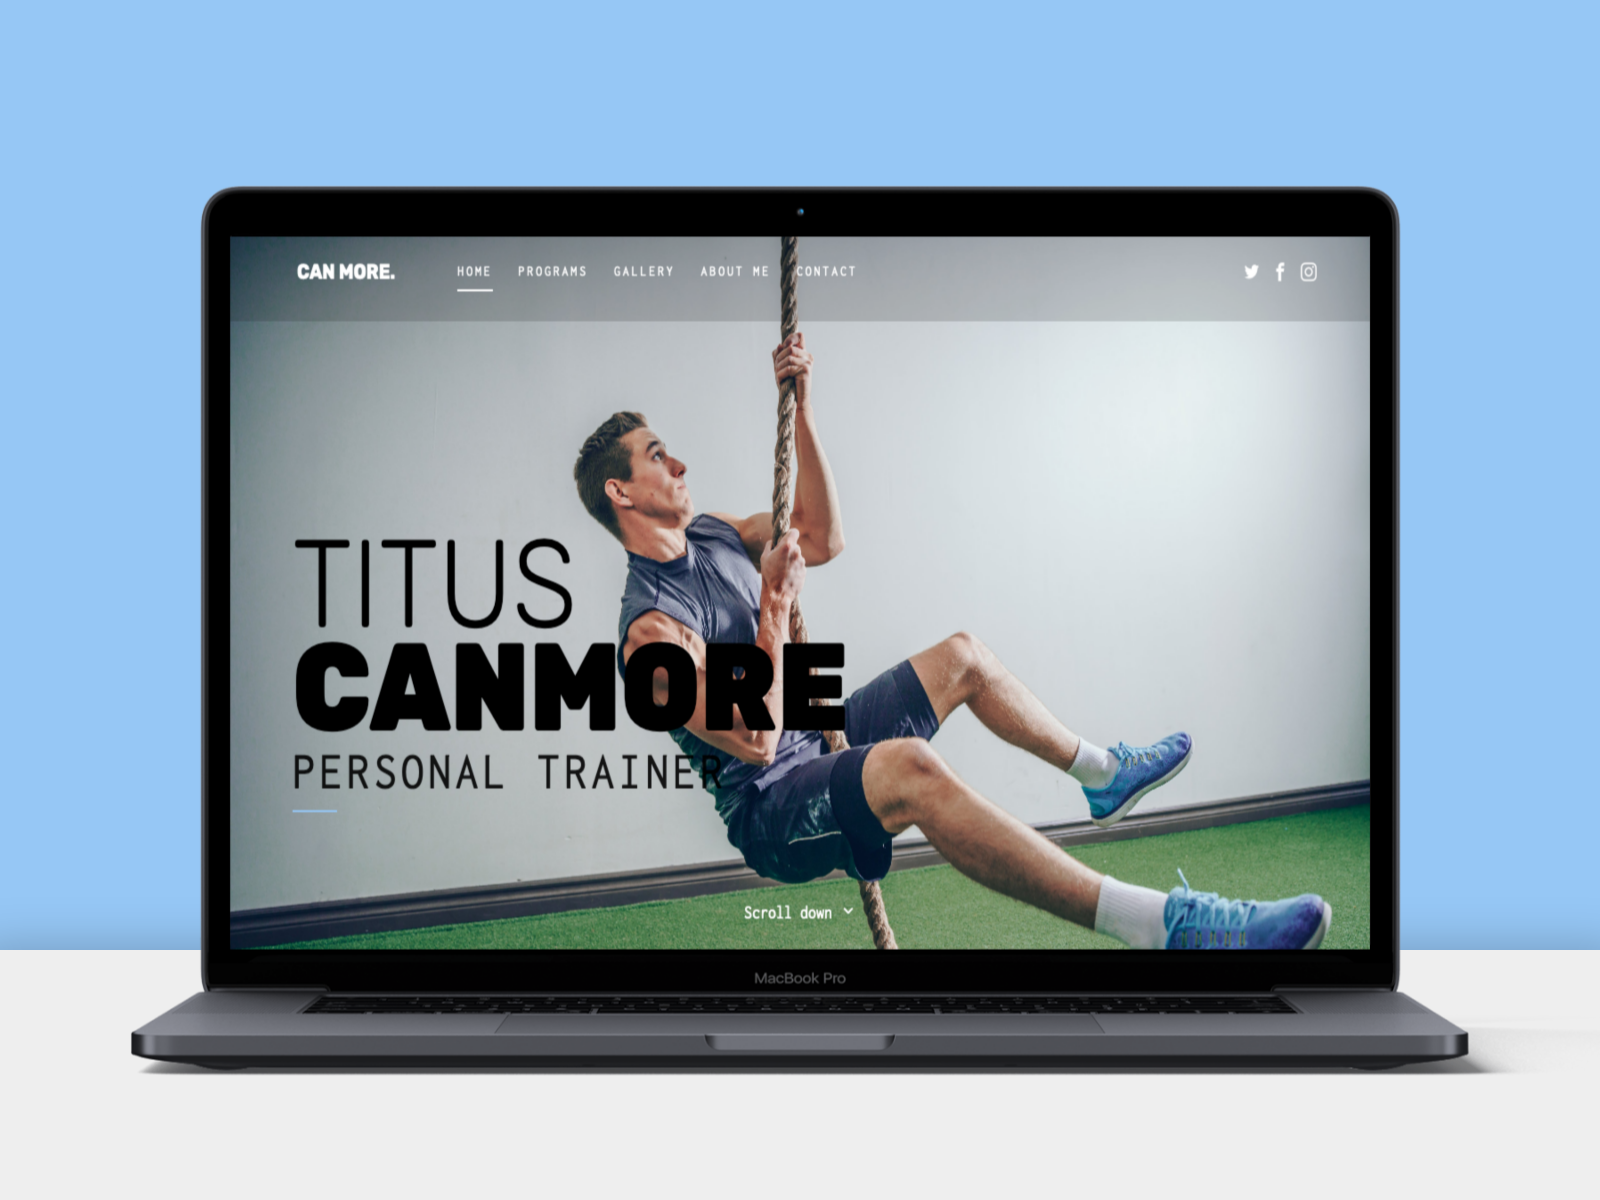 CAN MORE.
HOME PROGRAMS GALLERY ABOUT ME CONTACT
TITUS
CANMORE
PERSONAL TRAINER
Scroll down
MacBook Pro